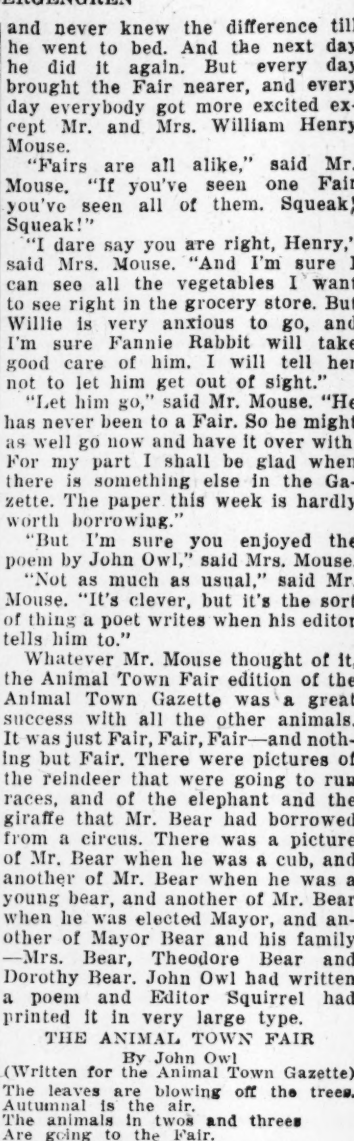 ERGENGREN
and never knew the difference till
he went to bed. And the next day
he did it again. But every day
brought the Fair nearer, and every
day everybody got more excited ex-
cept Mr. and Mrs. William Henry
Mouse.
"Fairs are all alike," said Mr.
Mouse. "If you've seen one Fair
you've seen all of them. Squeak!
Squeak!"
"I dare say you are right, Henry,"
said Mrs. Mouse. "And I'm sure I
can see all the vegetables I want
to see right in the grocery store. But
Willie is very anxious to go, and
I'm sure Fannie Rabbit will take
good care of him. I will tell her
not to let him get out of sight."
"Let him go," said Mr. Mouse. "He
has never been to a Fair. So he might
as well go now and have it over with
For my part I shall be glad when
there is something else in the Ga-
zette. The paper this week is hardly
worth borrowing."
"But I'm sure you enjoyed the
poem by John Owl," said Mrs. Mouse.
"Not as much as usual," said Mr.
Mouse. "It's clever, but it's the sort
of thing a poet writes when his editor
tells him to."
Whatever Mr. Mouse thought of it,
the Animal Town Fair edition of the
Animal Town Gazette was a great
success with all the other animals.
It was just Fair, Fair, Fair—and noth-
ing but Fair. There were pictures of
the reindeer that were going to run
races, and of the elephant and the
giraffe that Mr. Bear had borrowed
from a circus. There was a picture
of Mr. Bear when he was a cub, and
another of Mr. Bear when he was a
young bear, and another of Mr. Bear
when he was elected Mayor, and an-
other of Mayor Bear and his family
—Mrs. Bear, Theodore Bear and
Dorothy Bear. John Owl had written
a poem and Editor Squirrel had
printed it in very large type.
THE ANIMAL TOWN FAIR
By John Owl
(Written for the Animal Town Gazette)
The leaves are blowing off the trees.
Autumnal is the air.
The animals in twos and threes
Are going to the Fair.